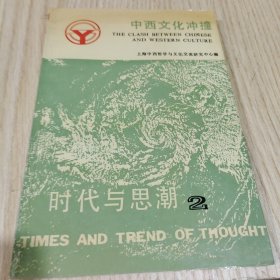 中西文化冲撞
THE CLASH BETWEEN CHINESE
AND WESTERN CULTURE
上海中西哲学与文化交流研究中心编
时代与思潮 2
TIMES AND TREND OF THOUGHT